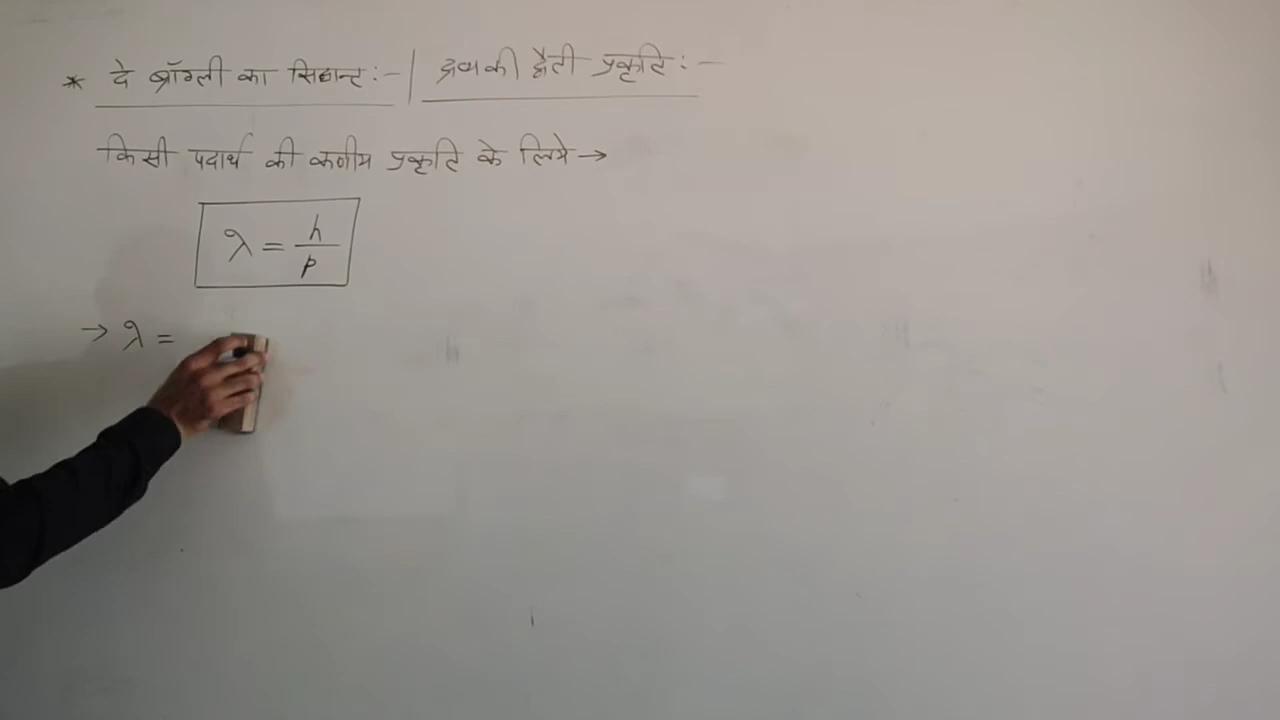 * दे ब्रॉग्ली का सिद्धान्त :- | द्रव्य की द्वैती प्रकृति :-
किसी पदार्थ की कणीय प्रकृति के लिये →
λ = h/p
→ λ =